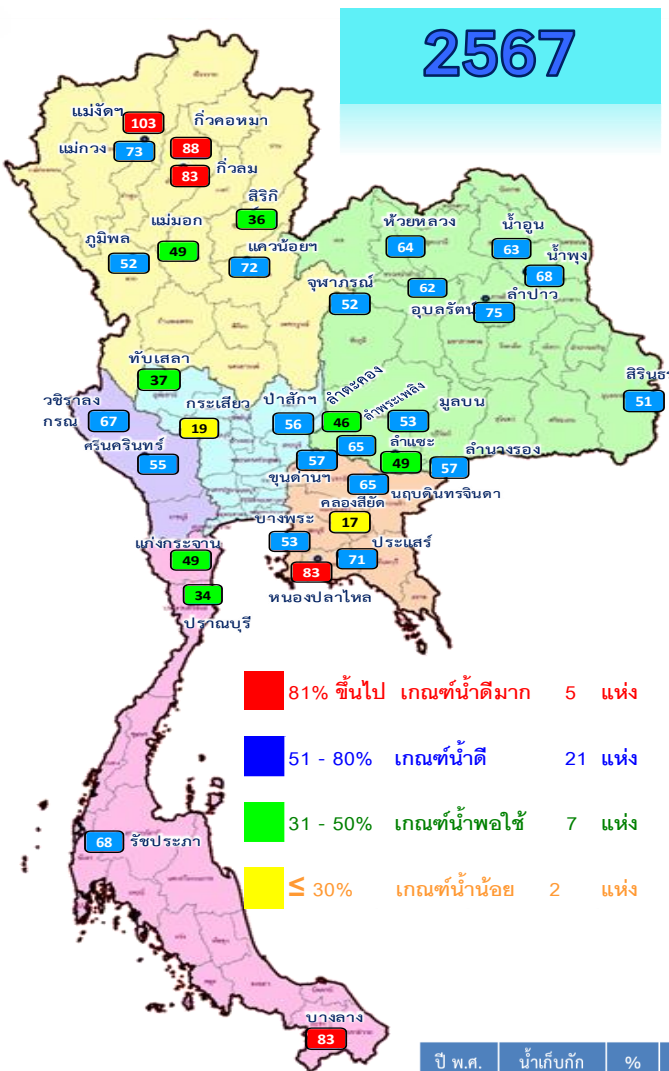 2567
แม่งัดฯ
103
กิ่วคอหมา
แม่กวง
73
88
กิ่วลม
83
สิริกิ
36
แม่มอก
49
ภูมิพล
52
แควน้อยฯ
72
ห้วยหลวง
64
น้ำอูน
63
น้ำพุง
68
จุฬาภรณ์
52
62
อุบลรัตน์
ลำปาว
75
ทับเสลา
37
สิรินธร
51
วชิราลง
กรณ
67
กระเสียว
19
ป่าสักฯ
56
ลำตะคอง
46
ลำพระเพลิง
65
53
มูลบน
ศรีนครินทร์
55
57
ขุนด่านฯ
ลำแชะ
49
ลำนางรอง
57
65
นฤบดินทรจินดา
คลองสียัด
17
บางพระ
53
ประแสร์
71
แก่งกระจาน
49
83
หนองปลาไหล
34
ปราณบุรี
81% ขึ้นไป เกณฑ์น้ำดีมาก 5 แห่ง
51 - 80% เกณฑ์น้ำดี 21 แห่ง
31 - 50% เกณฑ์น้ำพอใช้ 7 แห่ง
≤ 30% เกณฑ์น้ำน้อย 2 แห่ง
68
รัชประภา
บางลาง
83
ปี พ.ศ. น้ำเก็บกัก %